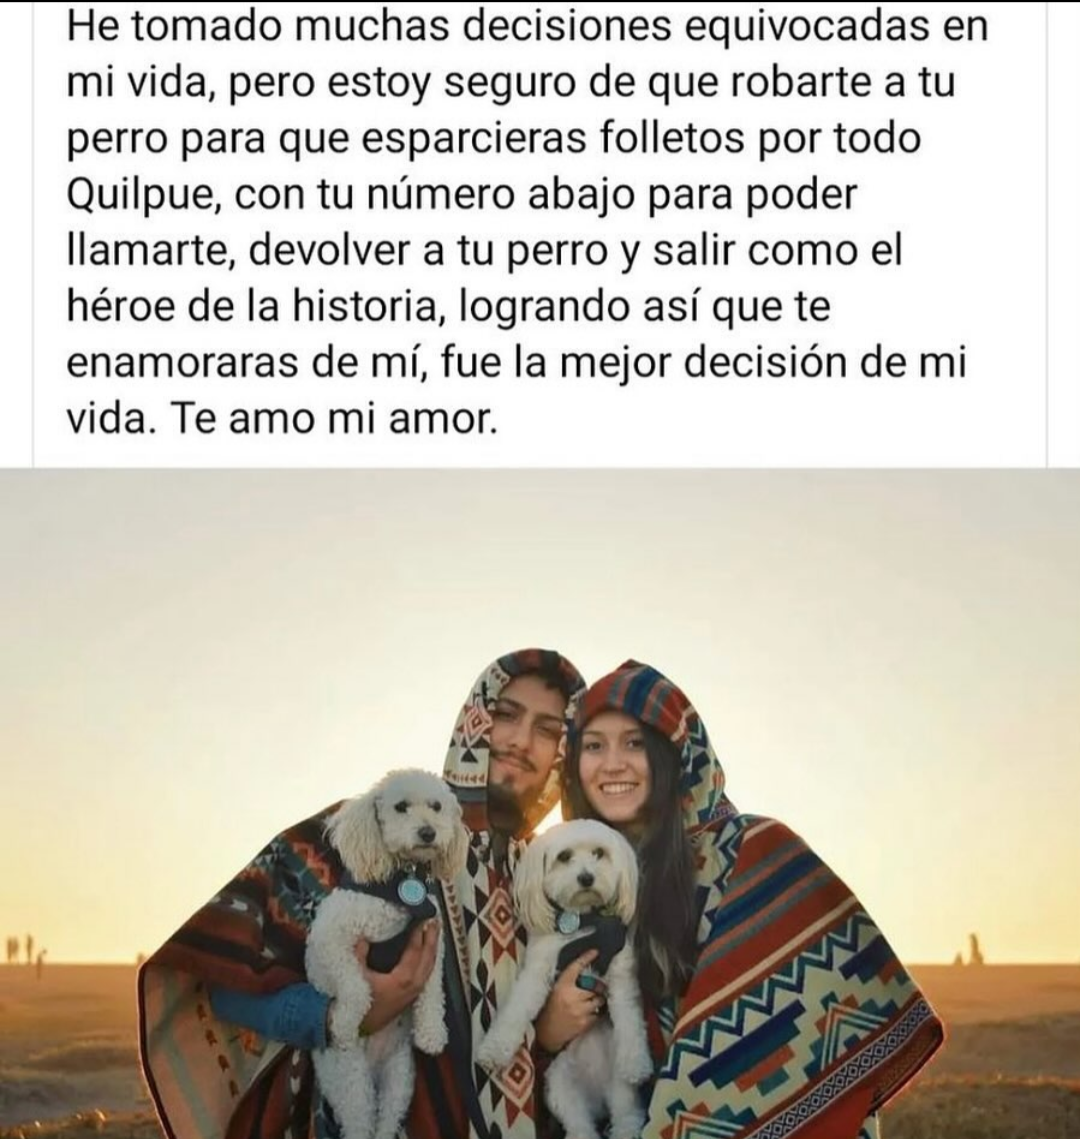 He tomado muchas decisiones equivocadas en
mi vida, pero estoy seguro de que robarte a tu
perro para que esparcieras folletos por todo
Quilpue, con tu número abajo para poder
llamarte, devolver a tu perro y salir como el
héroe de la historia, logrando así que te
enamoraras de mí, fue la mejor decisión de mi
vida. Te amo mi amor.